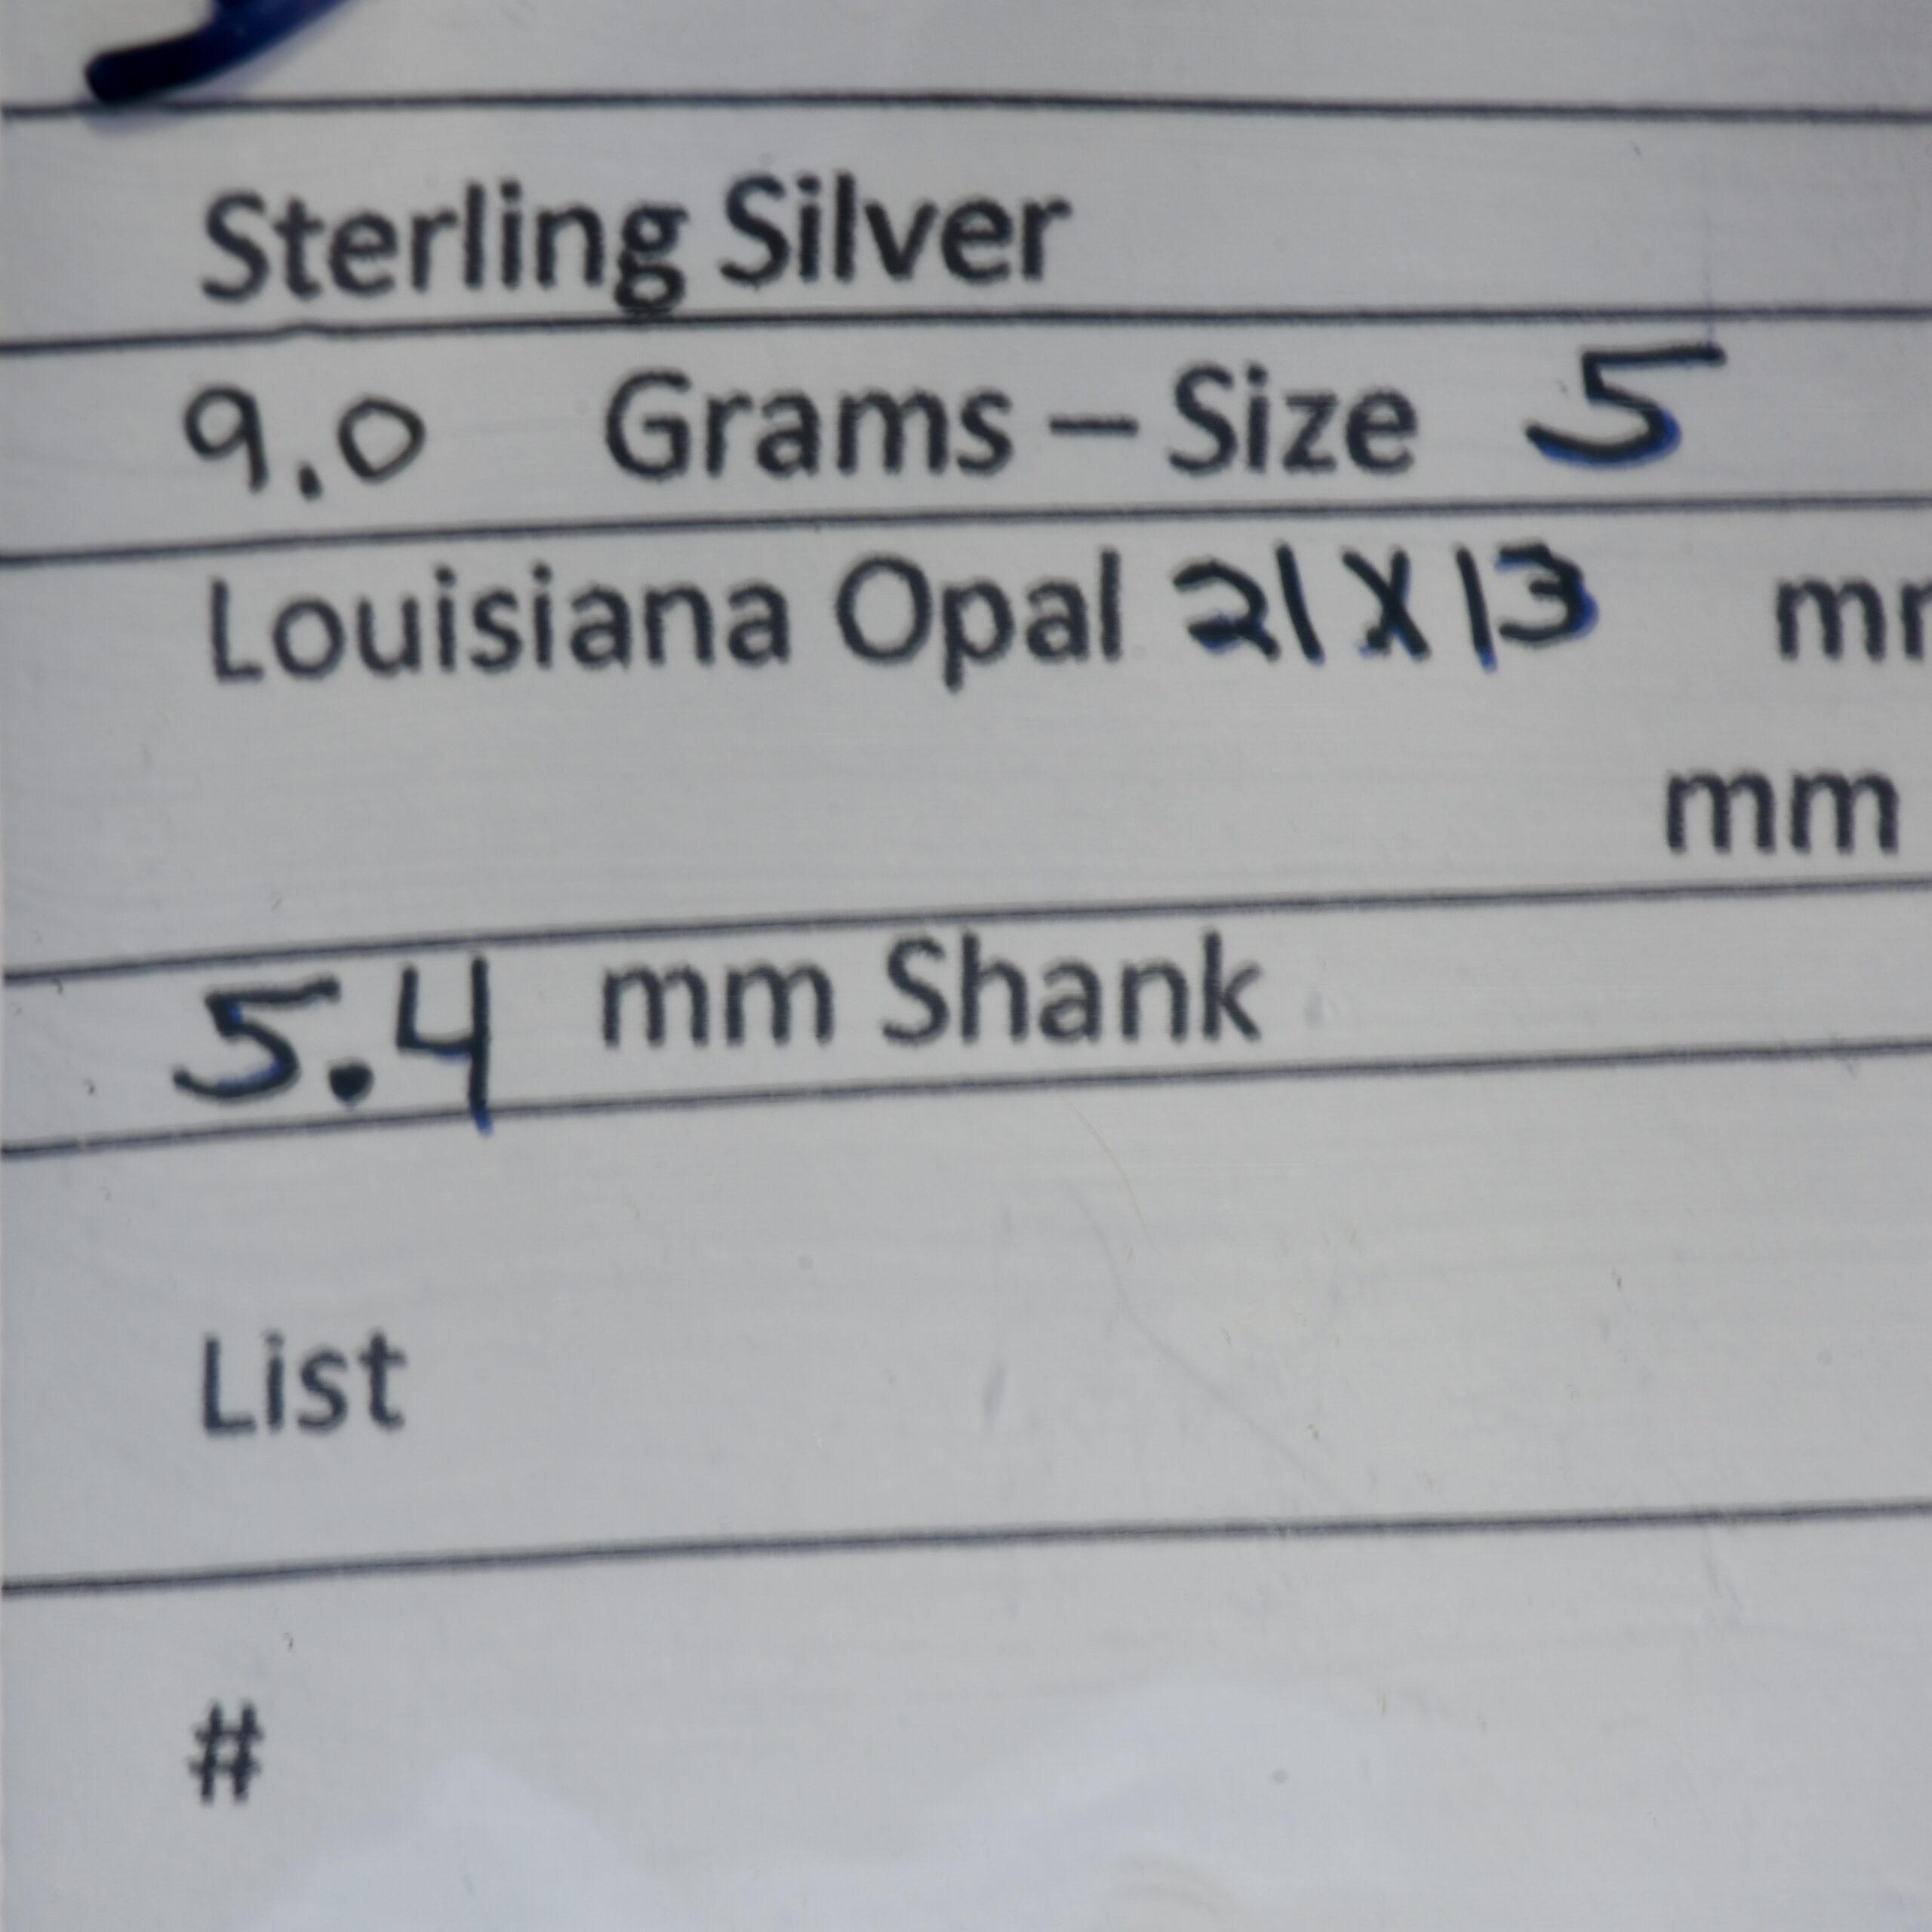 Sterling Silver
9.0 Grams – Size 5
Louisiana Opal 21 X 13
mm
5.4 mm Shank
List
#